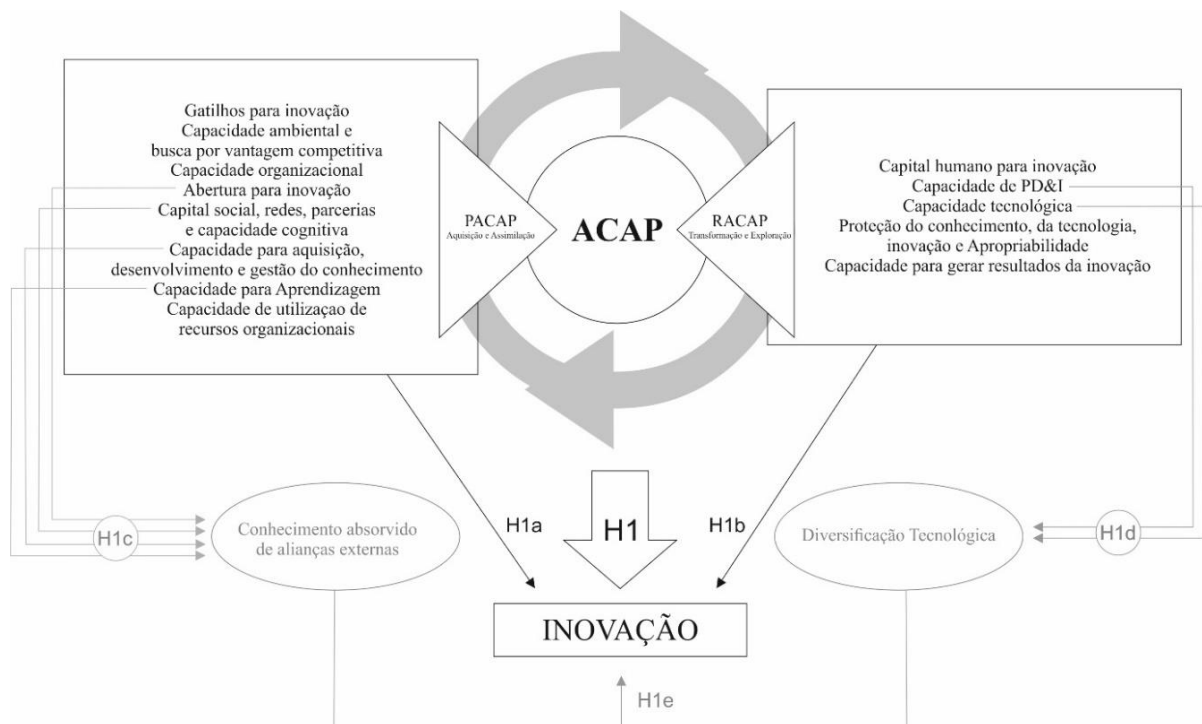 Gatilhos para inovação
Capacidade ambiental e
busca por vantagem competitiva
Capacidade organizacional
Abertura para inovação
Capital social, redes, parcerias
e capacidade cognitiva
Capacidade para aquisição,
desenvolvimento e gestão do conhecimento
Capacidade para Aprendizagem
Capacidade de utilizaçao de
recursos organizacionais
PACAP
Aquisição e Assimilação
ACAP
RACAP
Transformação e Exploração
Capital humano para inovação
Capacidade de PD&I
Capacidade tecnológica
Proteção do conhecimento, da tecnologia,
inovação e Apropriabilidade
Capacidade para gerar resultados da inovação
H1c
Conhecimento absorvido
de alianças externas
H1a
H1
H1b
Diversificação Tecnológica
H1d
INOVAÇÃO
H1e